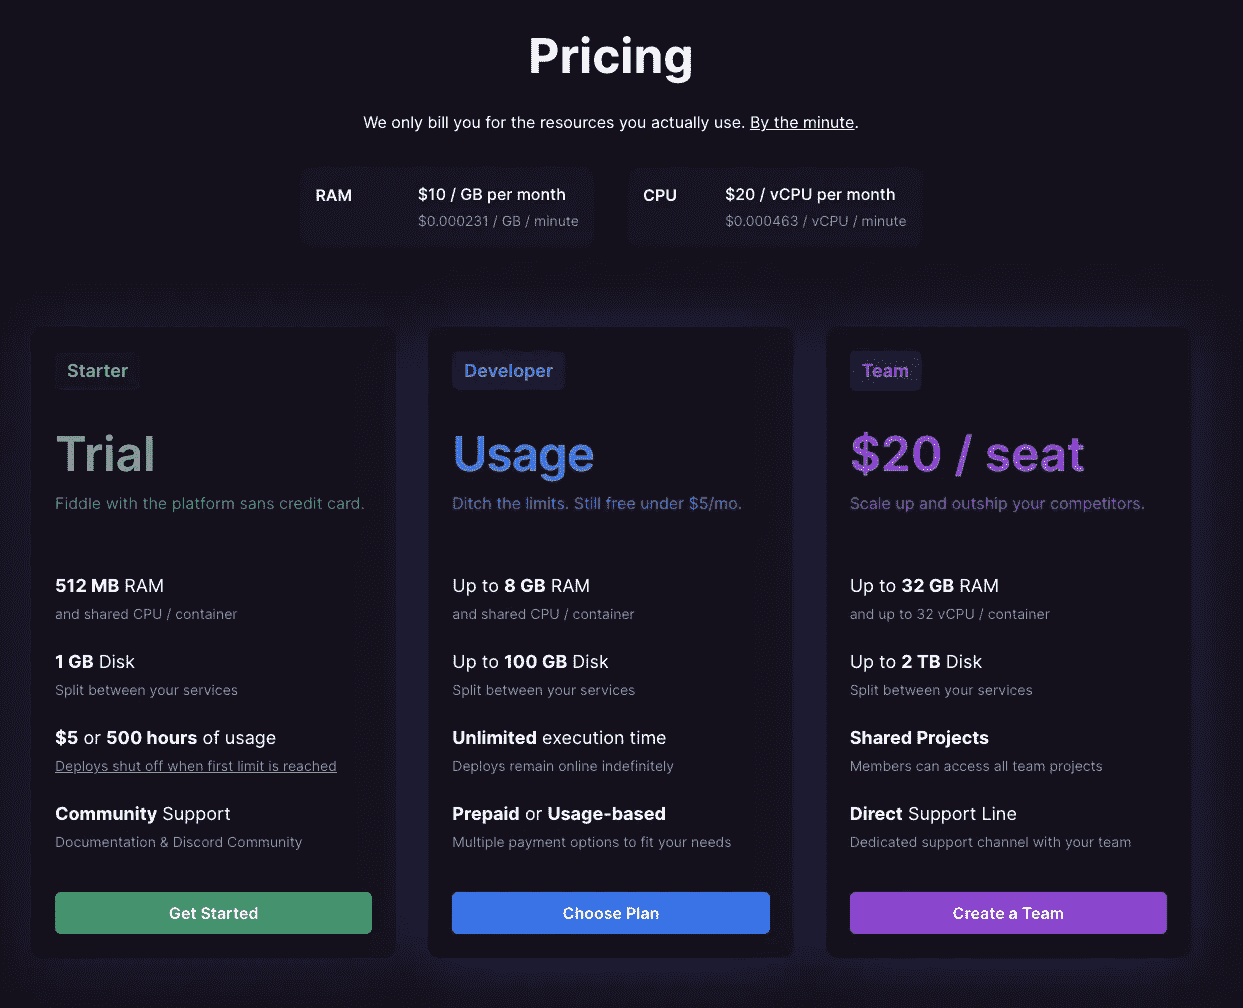 Pricing
We only bill you for the resources you actually use. By the minute.
RAM
$10 / GB per month
$0.000231 / GB / minute
CPU
$20 / vCPU per month
$0.000463 / vCPU / minute
Starter
Trial
Fiddle with the platform sans credit card.
512 MB RAM
and shared CPU / container
1 GB Disk
Split between your services
$5 or 500 hours of usage
Deploys shut off when first limit is reached
Community Support
Documentation & Discord Community
Get Started
Developer
Usage
Ditch the limits. Still free under $5/mo.
Up to 8 GB RAM
and shared CPU / container
Up to 100 GB Disk
Split between your services
Unlimited execution time
Deploys remain online indefinitely
Prepaid or Usage-based
Multiple payment options to fit your needs
Choose Plan
Team
$20 / seat
Scale up and outship your competitors.
Up to 32 GB RAM
and up to 32 vCPU / container
Up to 2 TB Disk
Split between your services
Shared Projects
Members can access all team projects
Direct Support Line
Dedicated support channel with your team
Create a Team